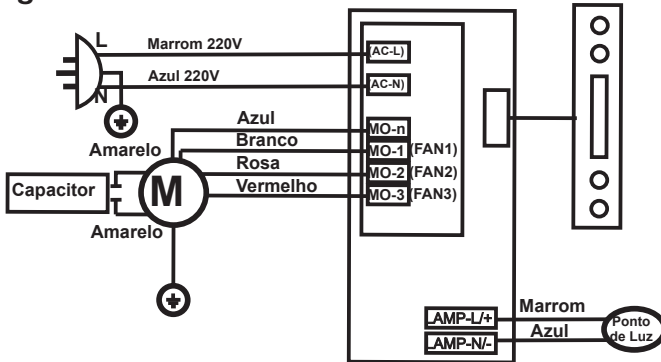 L
Marrom 220V
(AC-L)
Azul 220V
(AC-N)
N
Amarelo
Azul
MO-n
Branco
MO-1 (FAN1)
Rosa
MO-2 (FAN2)
Vermelho
MO-3 (FAN3)
Capacitor
M
Amarelo
LAMP-L/+
Marrom
LAMP-N/-
Azul
Ponto
de Luz